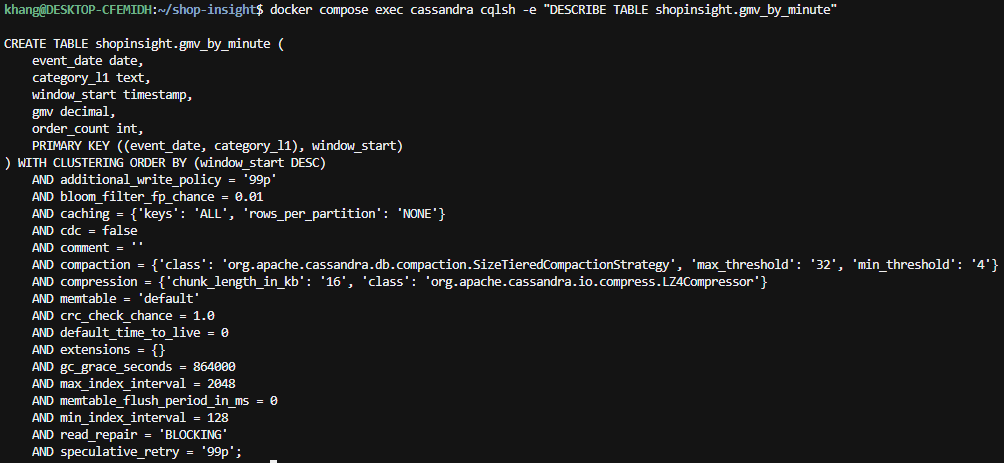 khang@DESKTOP-CFEMIDH:~/shop-insight$ docker compose exec cassandra cqlsh -e "DESCRIBE TABLE shopinsight.gmv_by_minute"

CREATE TABLE shopinsight.gmv_by_minute (
    event_date date,
    category_l1 text,
    window_start timestamp,
    gmv decimal,
    order_count int,
    PRIMARY KEY ((event_date, category_l1), window_start)
) WITH CLUSTERING ORDER BY (window_start DESC)
    AND additional_write_policy = '99p'
    AND bloom_filter_fp_chance = 0.01
    AND caching = {'keys': 'ALL', 'rows_per_partition': 'NONE'}
    AND cdc = false
    AND comment = ''
    AND compaction = {'class': 'org.apache.cassandra.db.compaction.SizeTieredCompactionStrategy', 'max_threshold': '32', 'min_threshold': '4'}
    AND compression = {'chunk_length_in_kb': '16', 'class': 'org.apache.cassandra.io.compress.LZ4Compressor'}
    AND memtable = 'default'
    AND crc_check_chance = 1.0
    AND default_time_to_live = 0
    AND extensions = {}
    AND gc_grace_seconds = 864000
    AND max_index_interval = 2048
    AND memtable_flush_period_in_ms = 0
    AND min_index_interval = 128
    AND read_repair = 'BLOCKING'
    AND speculative_retry = '99p';